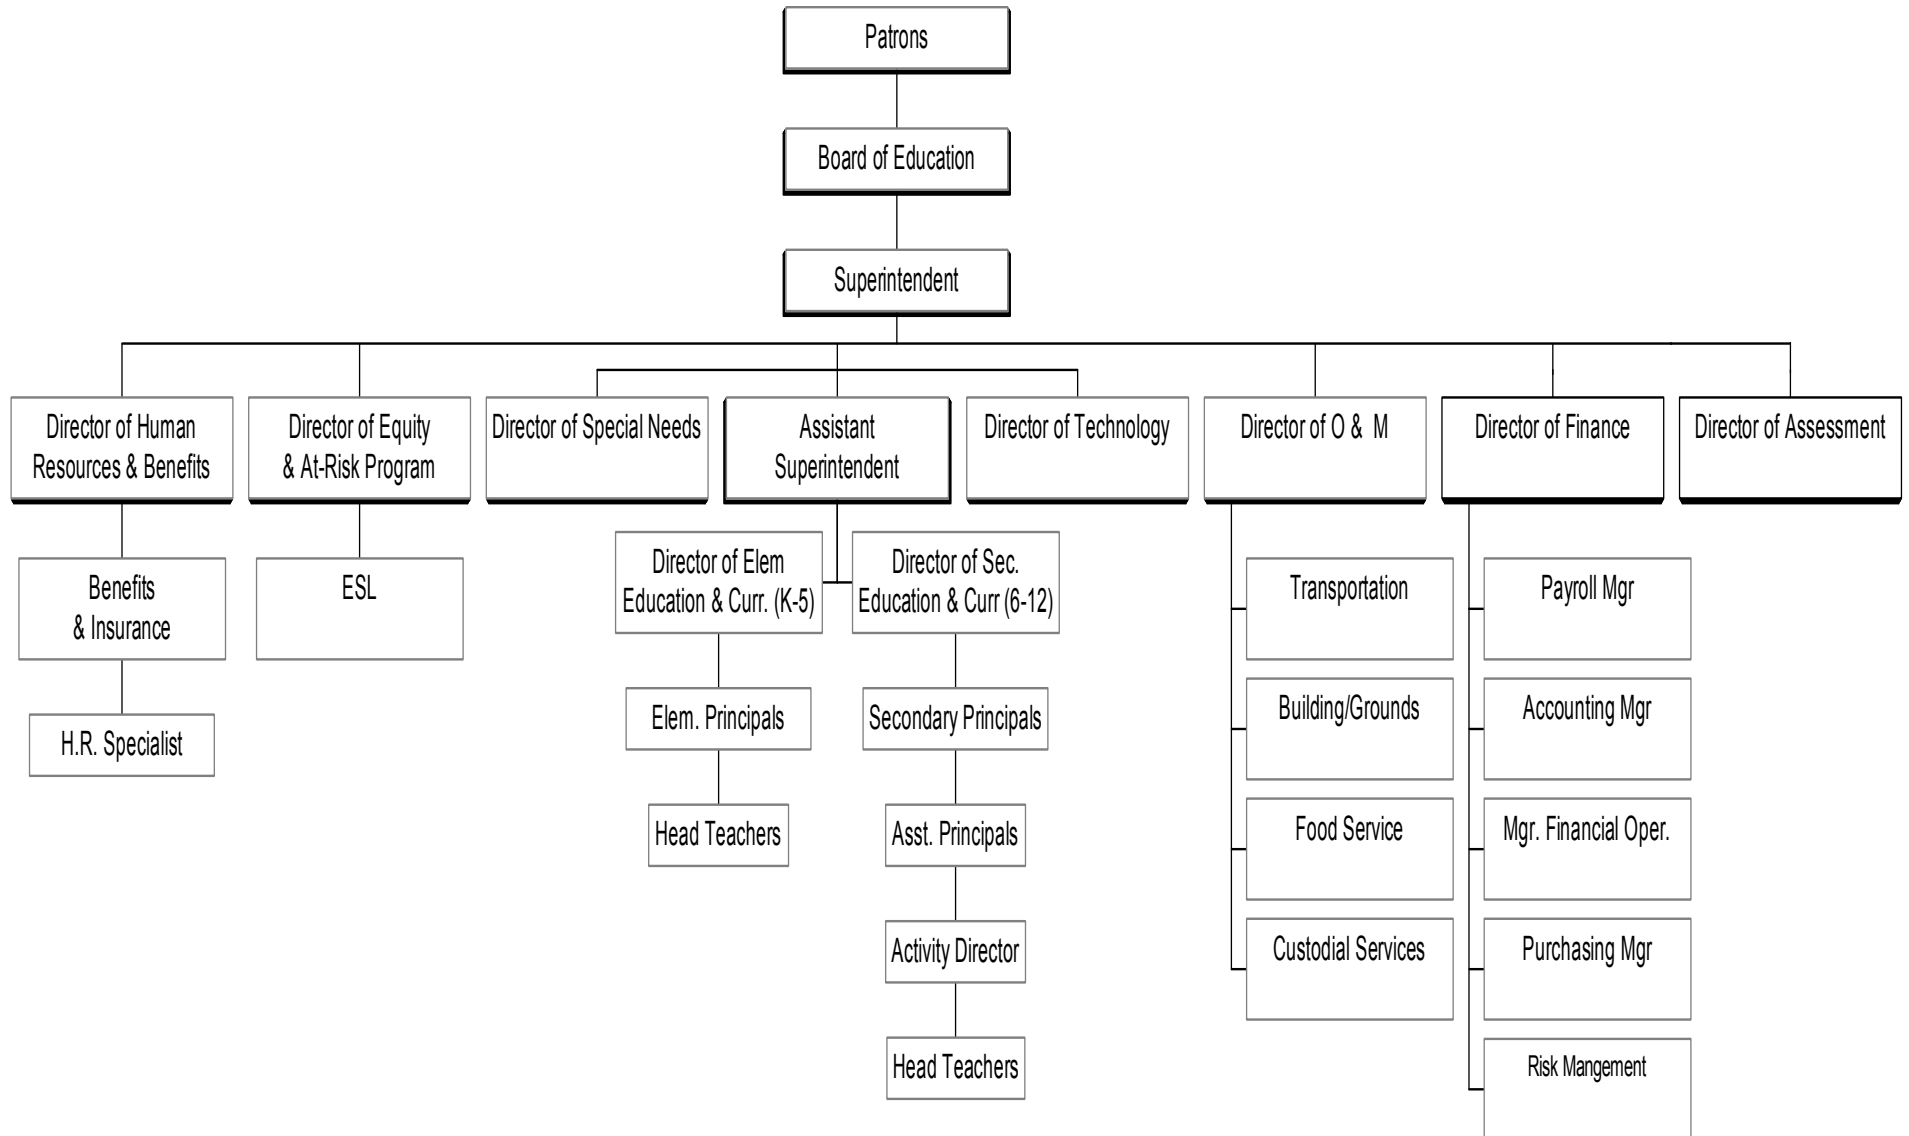 Patrons
Board of Education
Superintendent
Director of Human
Resources & Benefits
Director of Equity
& At-Risk Program
Director of Special Needs
Assistant
Superintendent
Director of Technology
Director of O & M
Director of Finance
Director of Assessment
Benefits
& Insurance
H.R. Specialist
ESL
Director of Elem
Education & Curr. (K-5)
Elem. Principals
Head Teachers
Director of Sec.
Education & Curr (6-12)
Secondary Principals
Asst. Principals
Activity Director
Head Teachers
Transportation
Building/Grounds
Food Service
Custodial Services
Payroll Mgr
Accounting Mgr
Mgr. Financial Oper.
Purchasing Mgr
Risk Mangement